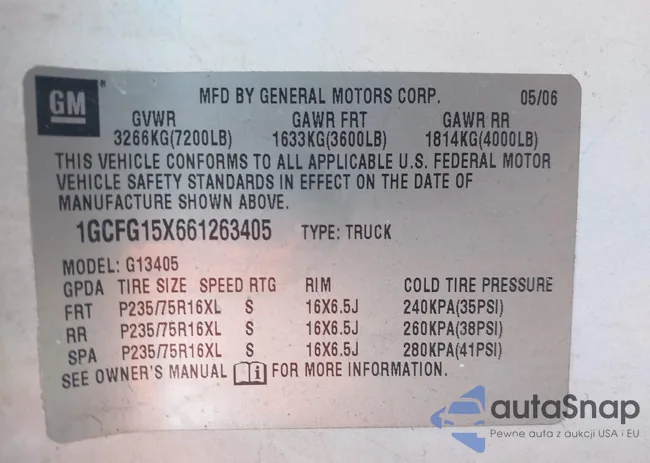 GM ®
MFD BY GENERAL MOTORS CORP. 05/06
GVWR GAWR FRT GAWR RR
3266KG(7200LB) 1633KG(3600LB) 1814KG(4000LB)
THIS VEHICLE CONFORMS TO ALL APPLICABLE U.S. FEDERAL MOTOR
VEHICLE SAFETY STANDARDS IN EFFECT ON THE DATE OF
MANUFACTURE SHOWN ABOVE.
1GCFG15X661263405 TYPE: TRUCK
MODEL: G13405
GPDA TIRE SIZE SPEED RTG RIM COLD TIRE PRESSURE
FRT P235/75R16XL S 16X6.5J 240KPA(35PSI)
RR P235/75R16XL S 16X6.5J 260KPA(38PSI)
SPA P235/75R16XL S 16X6.5J 280KPA(41PSI)
SEE OWNER'S MANUAL i FOR MORE INFORMATION.
autaSnap
Pewne auta z aukcji USA i EU